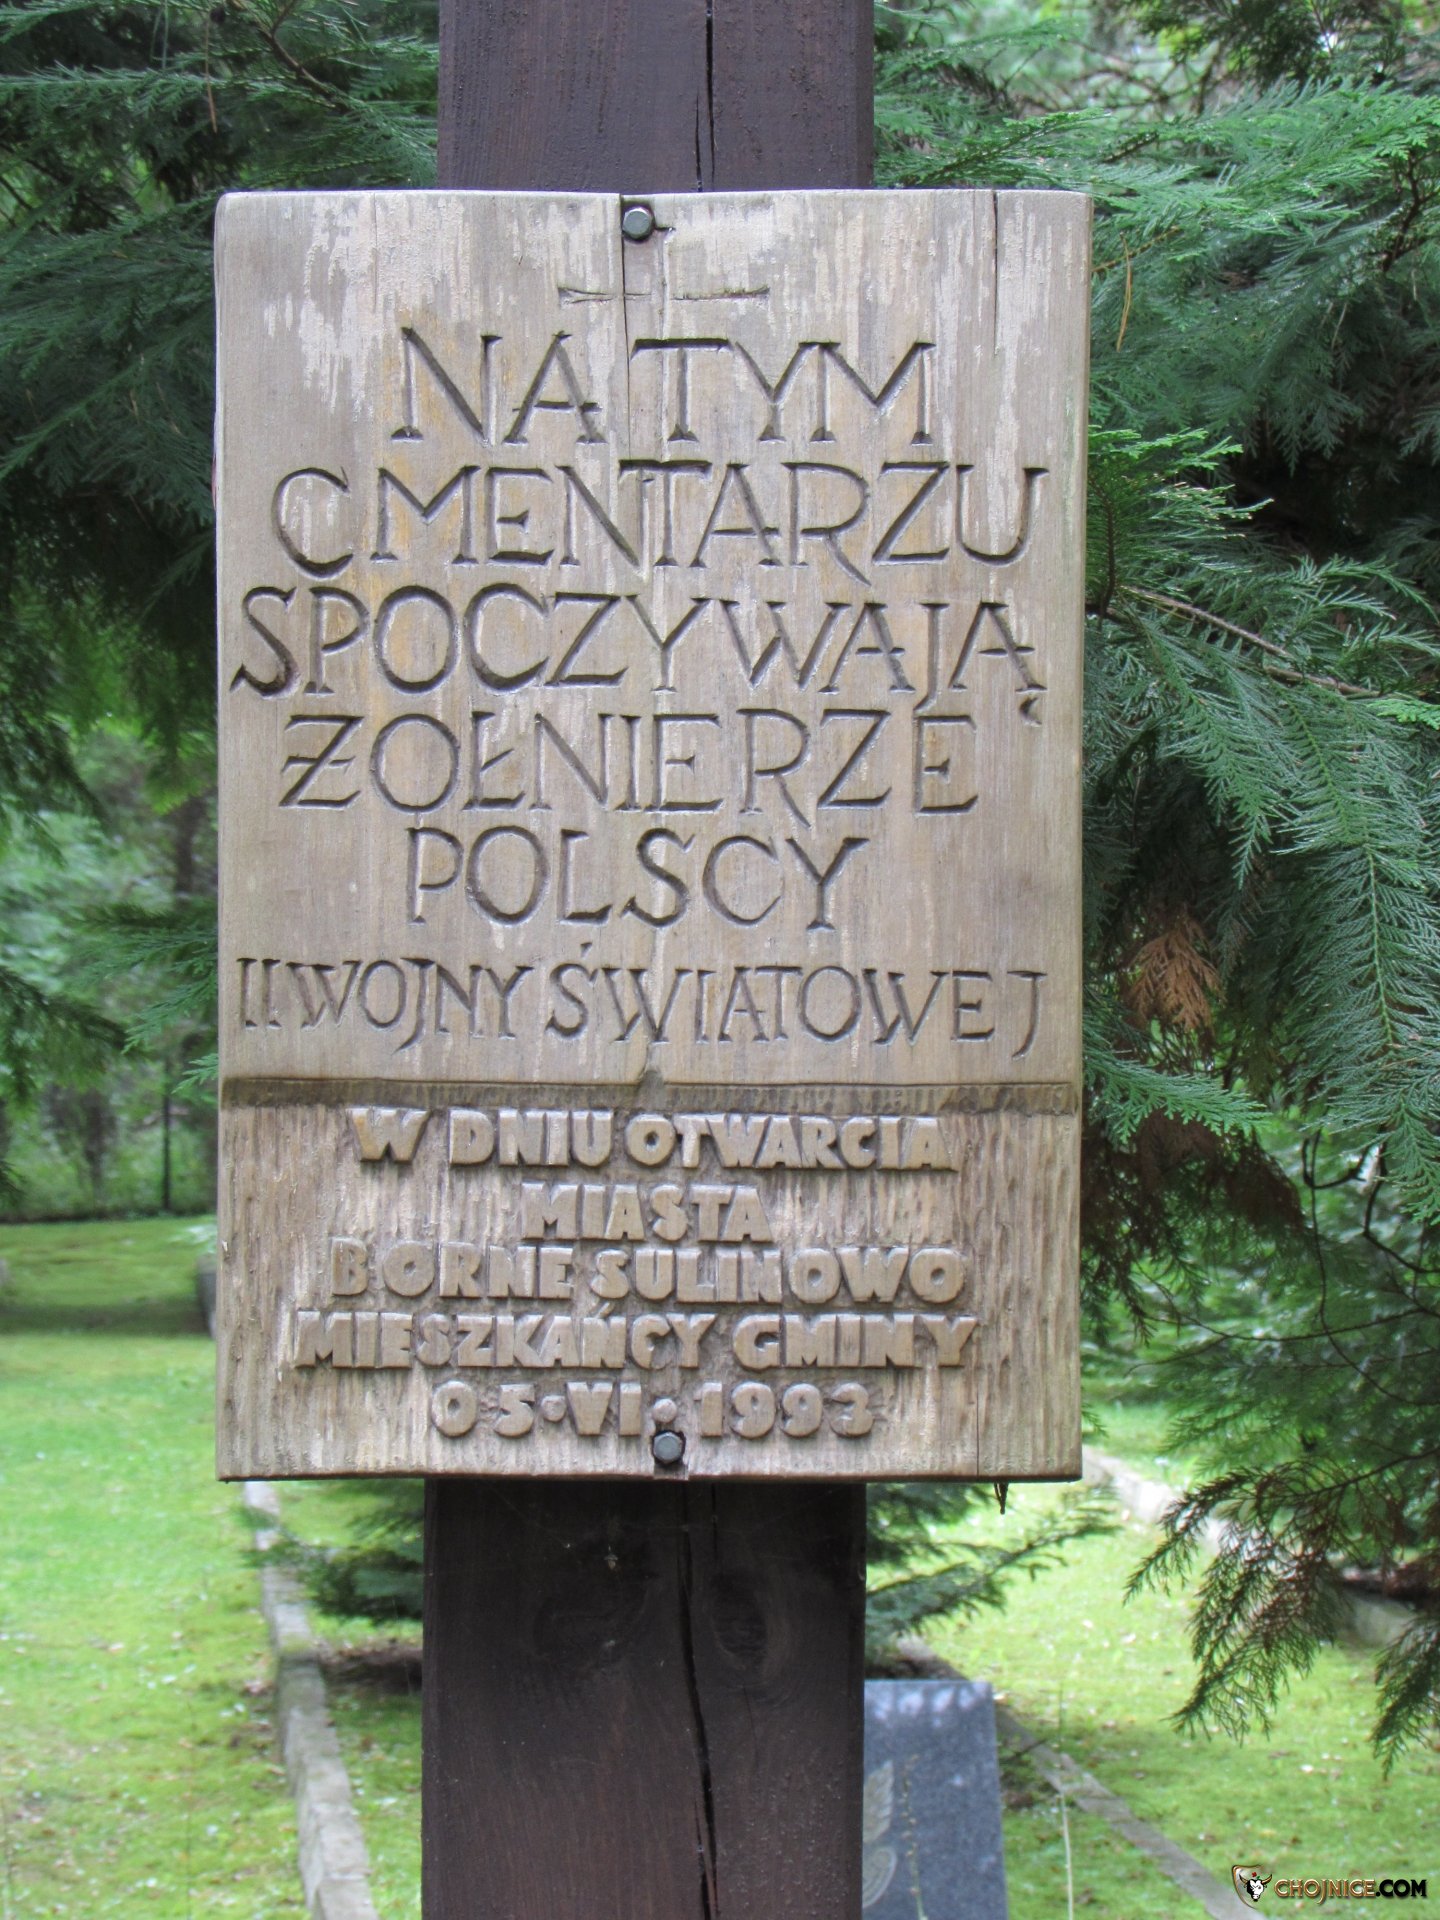 NA TYM
CMENTARZU
SPOCZYWAJĄ
ŻOŁNIERZE
POLSCY
II WOJNY ŚWIATOWEJ
W DNIU OTWARCIA
MIASTA
BORNE SULINOWO
MIESZKAŃCY GMINY
05•VI•1993
CHOJNICE.COM